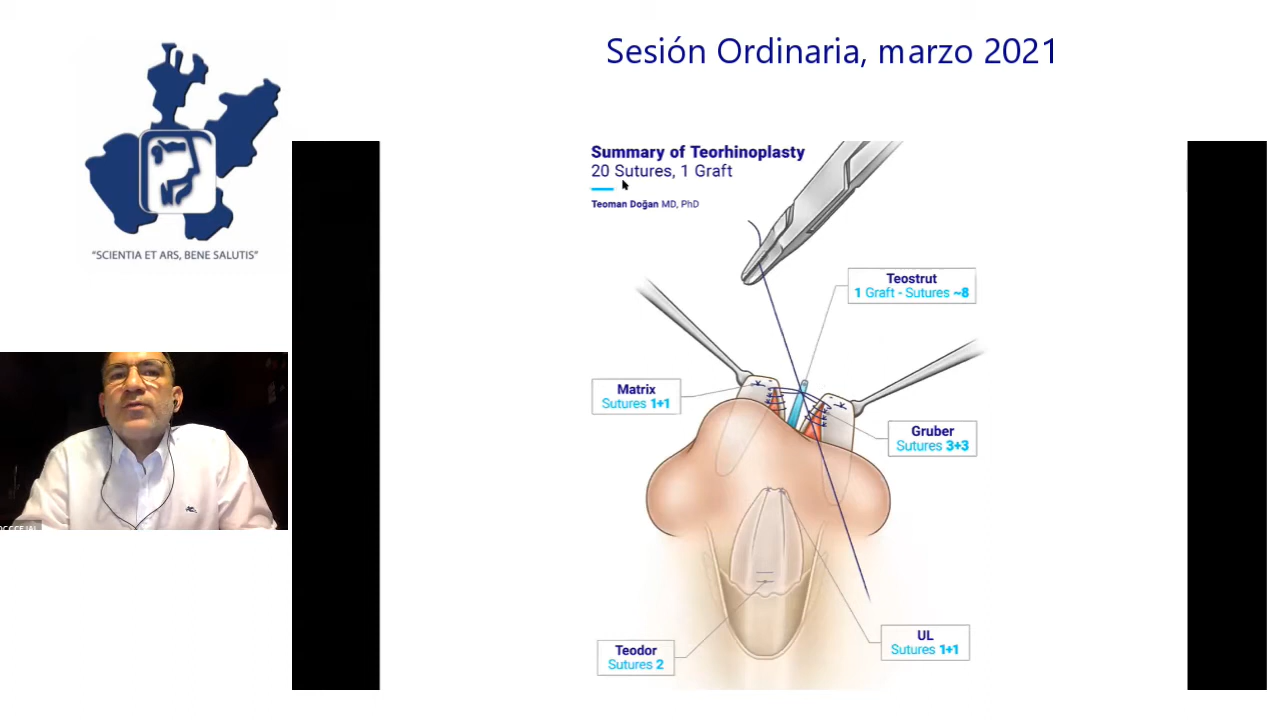 Sesión Ordinaria, marzo 2021
"SCIENTIA ET ARS, BENE SALUTIS"
Summary of Teorhinoplasty
20 Sutures, 1 Graft
Teoman Doğan MD, PhD
Teostrut
1 Graft - Sutures ~8
Matrix
Sutures 1+1
Gruber
Sutures 3+3
UL
Sutures 1+1
Teodor
Sutures 2